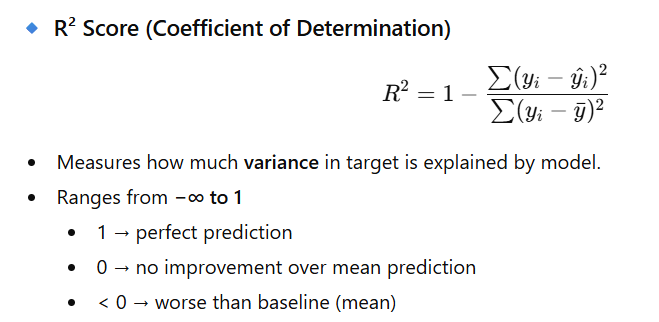 🔹 R² Score (Coefficient of Determination)
R² = 1 − ∑(yᵢ − ŷᵢ)² / ∑(yᵢ − ȳ)²
• Measures how much variance in target is explained by model.
• Ranges from −∞ to 1
• 1 → perfect prediction
• 0 → no improvement over mean prediction
• < 0 → worse than baseline (mean)